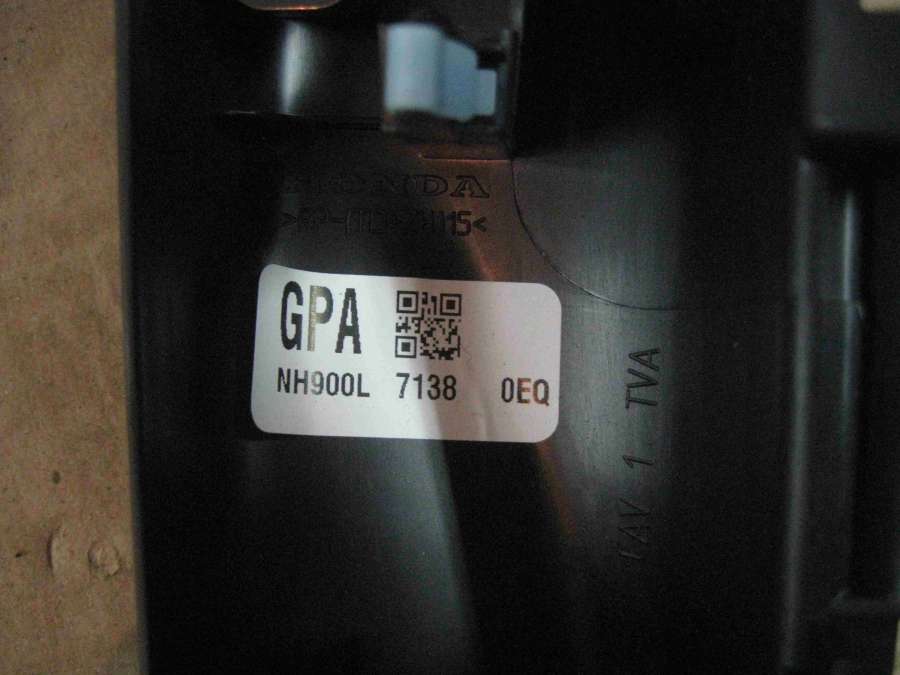 HONDA
GPA
NH900L 7138 0EQ
TVA